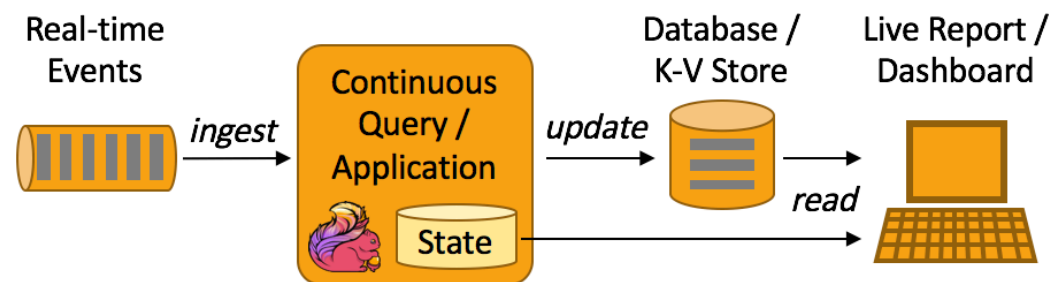 Real-time
Events
ingest
Continuous
Query /
Application
State
update
Database /
K-V Store
read
Live Report /
Dashboard